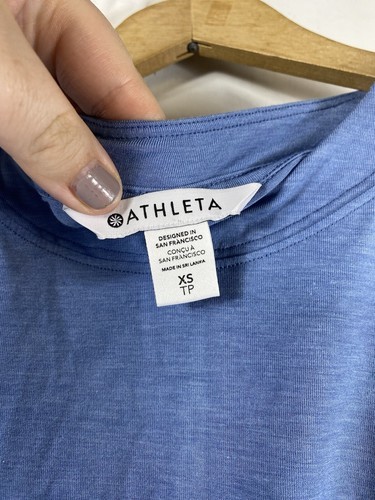 ATHLETA
DESIGNED IN
SAN FRANCISCO
CONÇU À
SAN FRANCISCO
MADE IN SRI LANKA
XS
TP